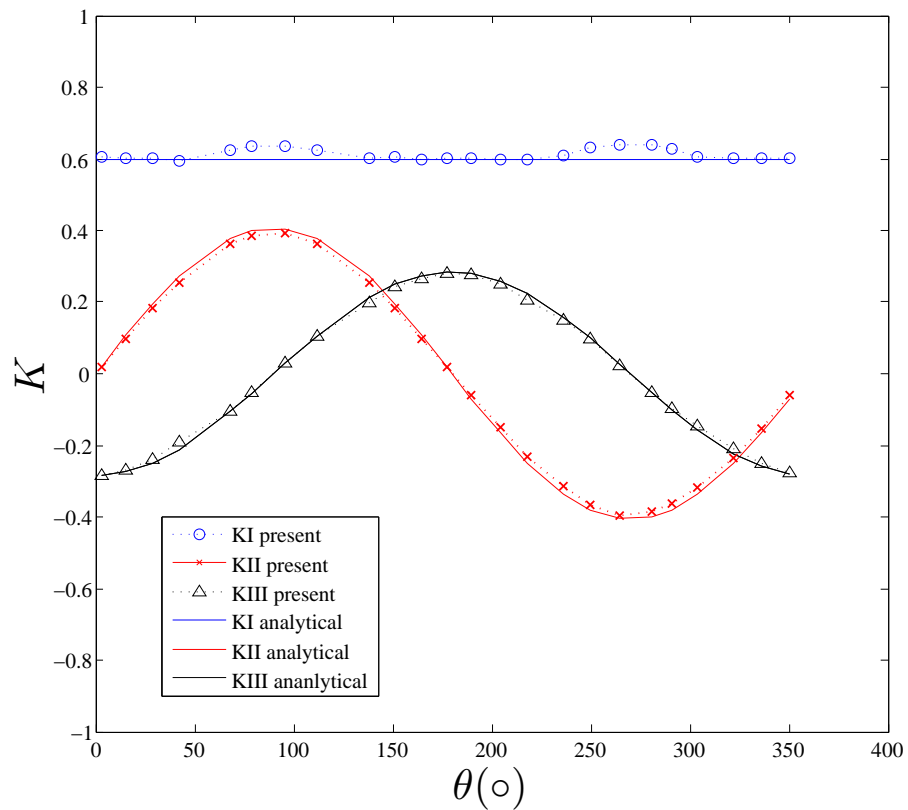 1
0.8
0.6
0.4
0.2
0
−0.2
−0.4
−0.6
−0.8
−1
K
KI present
KII present
KIII present
KI analytical
KII analytical
KIII ananlytical
0 50 100 150 200 250 300 350 400
θ(○)